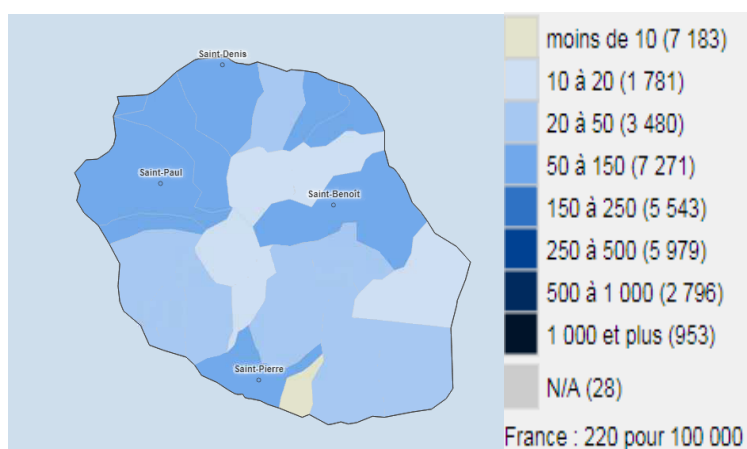 Saint-Denis
Saint-Paul
Saint-Benoît
Saint-Pierre
moins de 10 (7 183)
10 à 20 (1 781)
20 à 50 (3 480)
50 à 150 (7 271)
150 à 250 (5 543)
250 à 500 (5 979)
500 à 1 000 (2 796)
1 000 et plus (953)
N/A (28)
France : 220 pour 100 000